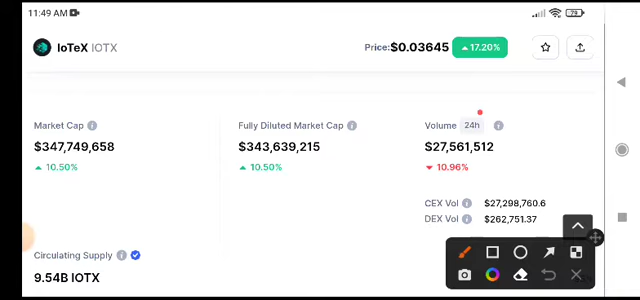 11:49 AM
79
IoTeX IOTX
Price:$0.03645 17.20%
Market Cap
$347,749,658
10.50%
Fully Diluted Market Cap
$343,639,215
10.50%
Volume 24h
$27,561,512
10.96%
CEX Vol $27,298,760.6
DEX Vol $262,751.37
Circulating Supply
9.54B IOTX